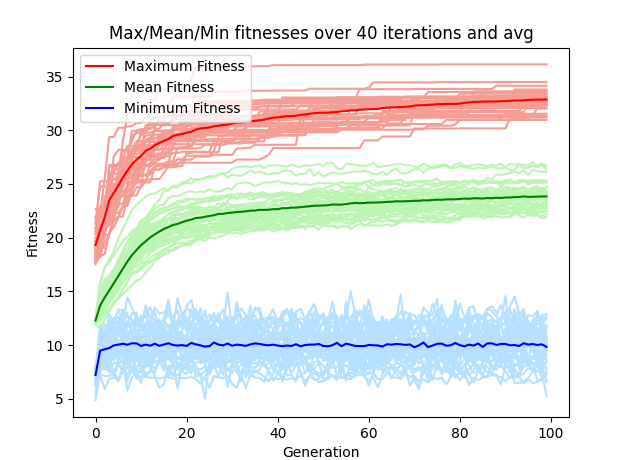 Max/Mean/Min fitnesses over 40 iterations and avg
Maximum Fitness
Mean Fitness
Minimum Fitness
35
30
25
20
15
10
5
Fitness
0 20 40 60 80 100
Generation